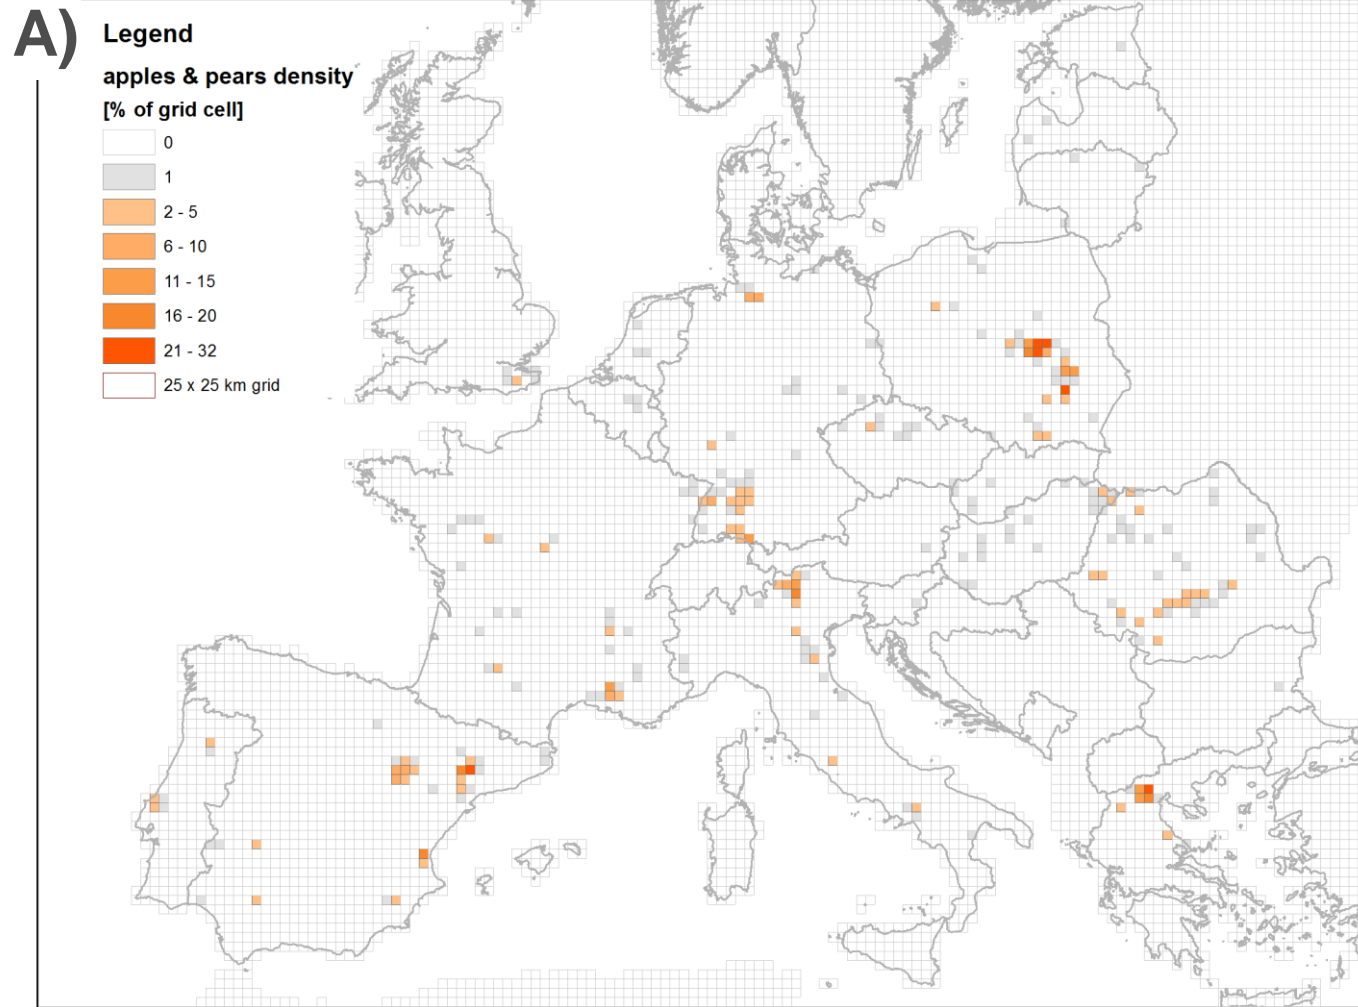 A)
Legend
apples & pears density
[% of grid cell]
0
1
2 - 5
6 - 10
11 - 15
16 - 20
21 - 32
25 x 25 km grid